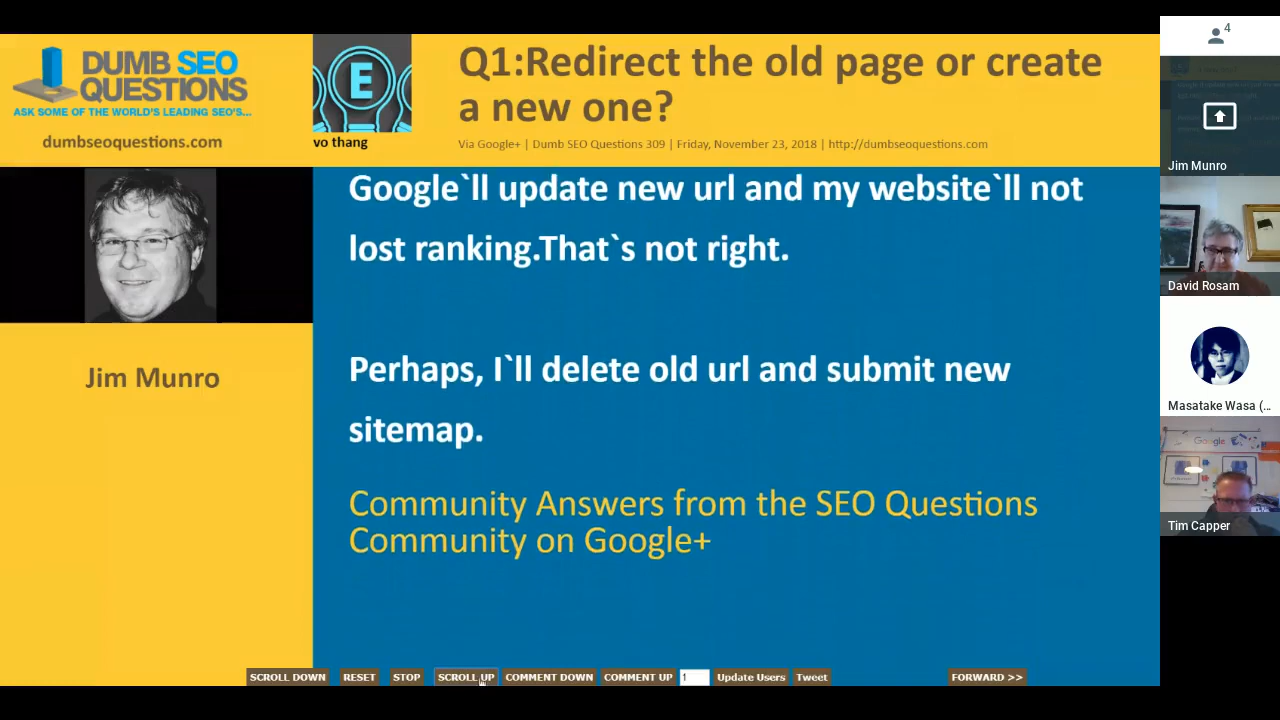 DUMB SEO
QUESTIONS
ASK SOME OF THE WORLD'S LEADING SEO'S...
dumbseoquestions.com
E
vo thang
Q1:Redirect the old page or create
a new one?
Via Google+ | Dumb SEO Questions 309 | Friday, November 23, 2018 | http://dumbseoquestions.com
Jim Munro
Google`ll update new url and my website`ll not
lost ranking.That`s not right.
Perhaps, I`ll delete old url and submit new
sitemap.
Community Answers from the SEO Questions
Community on Google+
SCROLL DOWN RESET STOP SCROLL UP COMMENT DOWN COMMENT UP 1 Update Users Tweet FORWARD >>
4
Jim Munro
David Rosam
Masatake Wasa (...
Google
Tim Capper